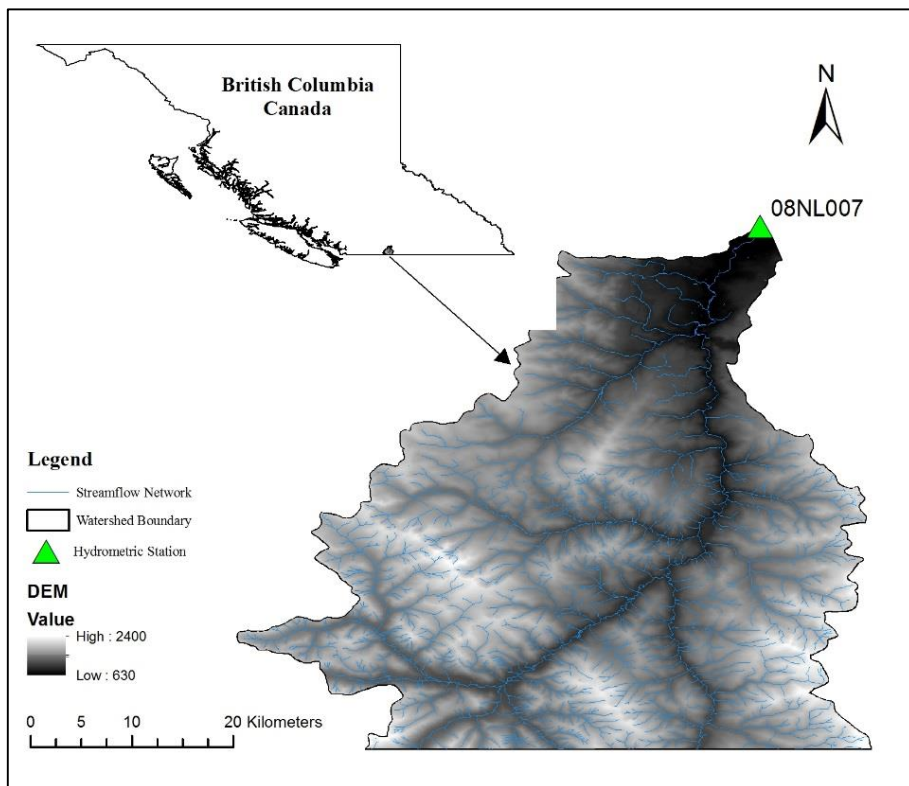 British Columbia
Canada
N
08NL007
Legend
Streamflow Network
Watershed Boundary
Hydrometric Station
DEM
Value
High : 2400
Low : 630
0 5 10 20 Kilometers